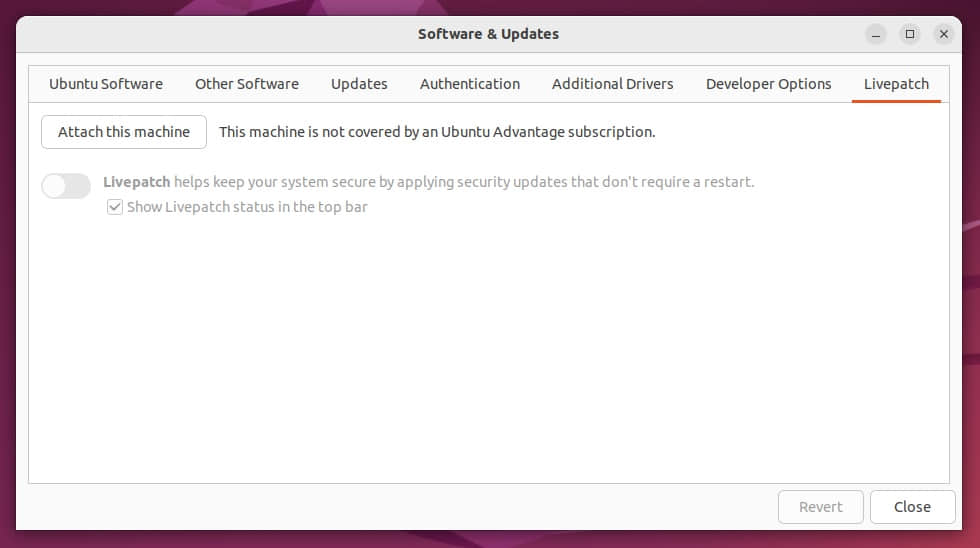 Software & Updates
Ubuntu Software Other Software Updates Authentication Additional Drivers Developer Options Livepatch
Attach this machine This machine is not covered by an Ubuntu Advantage subscription.
Livepatch helps keep your system secure by applying security updates that don't require a restart.
Show Livepatch status in the top bar
Revert Close